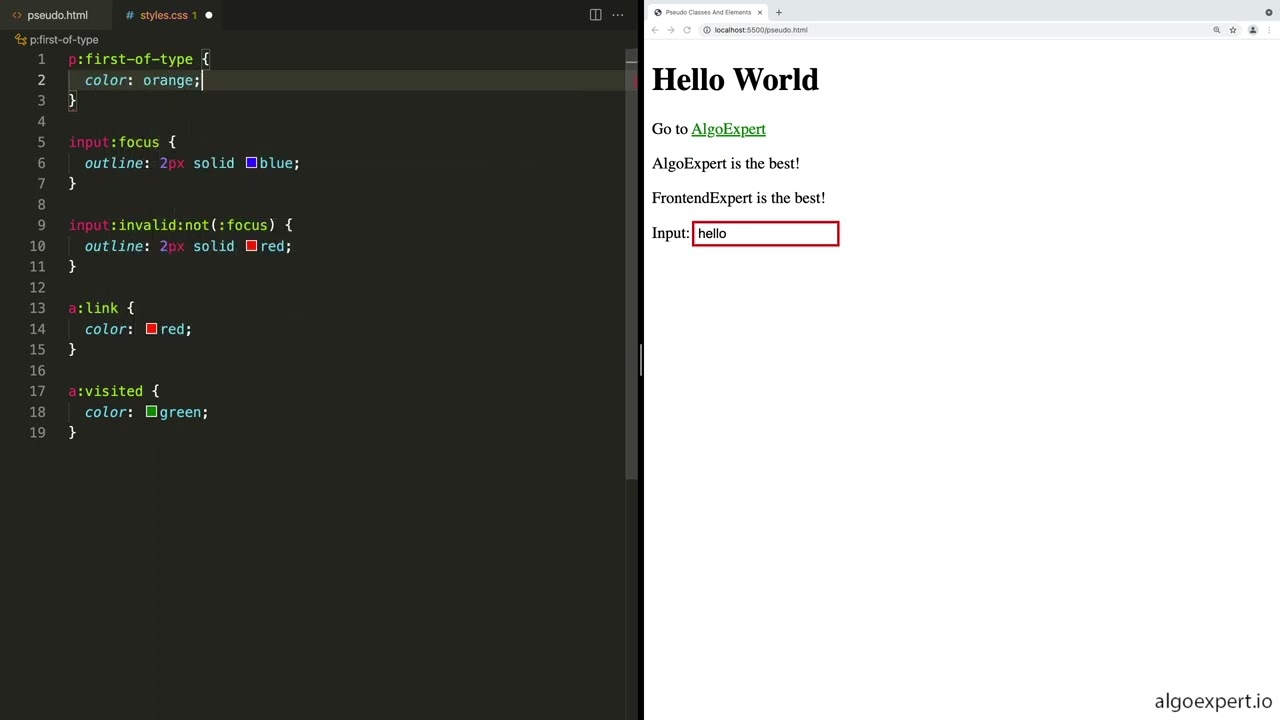 pseudo.html
# styles.css 1
p:first-of-type
1 p:first-of-type {
2 color: orange;
3 }
4
5 input:focus {
6 outline: 2px solid blue;
7 }
8
9 input:invalid:not(:focus) {
10 outline: 2px solid red;
11 }
12
13 a:link {
14 color: red;
15 }
16
17 a:visited {
18 color: green;
19 }
Pseudo Classes And Elements
localhost:5500/pseudo.html
Hello World
Go to AlgoExpert
AlgoExpert is the best!
FrontendExpert is the best!
Input: hello
algoexpert.io